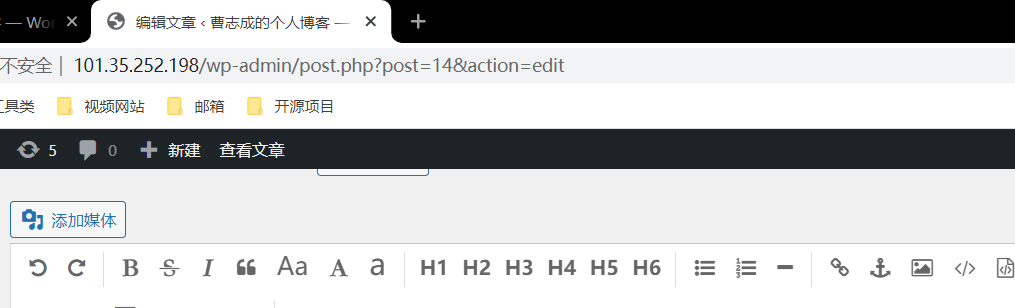 — Wor
编辑文章 ‹ 曹志成的个人博客 —
不安全 | 101.35.252.198/wp-admin/post.php?post=14&action=edit
工具类 视频网站 邮箱 开源项目
5 0 新建 查看文章
添加媒体
B S I Aa A a H1 H2 H3 H4 H5 H6